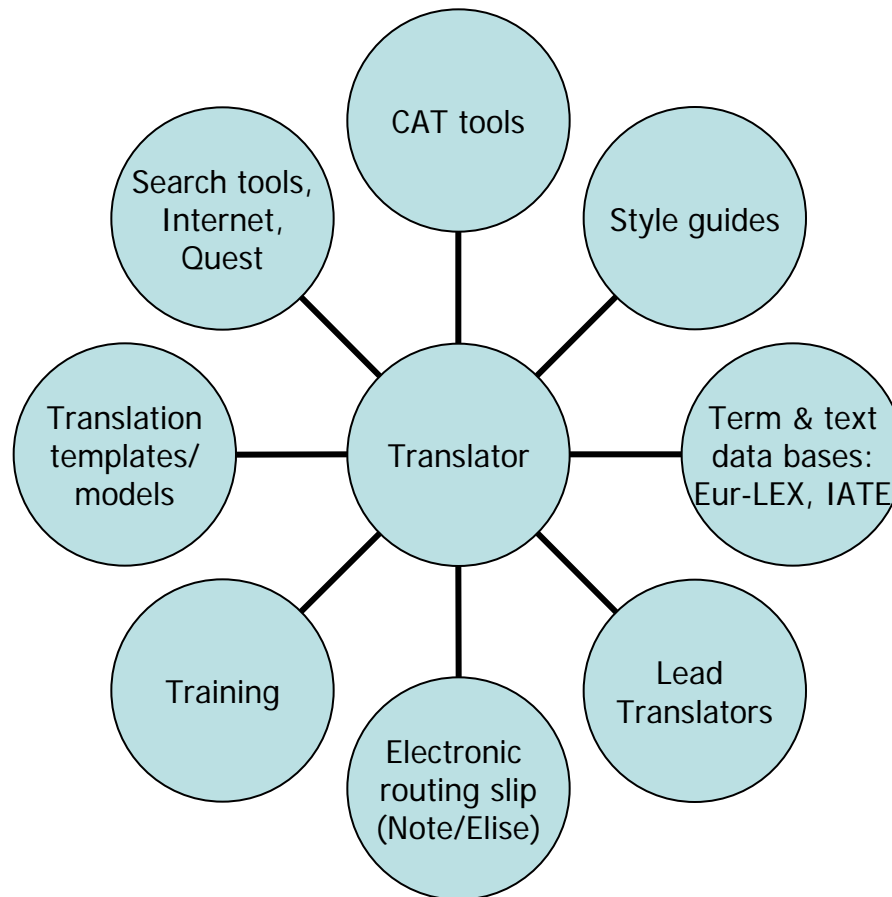 CAT tools
Style guides
Term & text
data bases:
Eur-LEX, IATE
Lead
Translators
Electronic
routing slip
(Note/Elise)
Training
Translation
templates/
models
Search tools,
Internet,
Quest
Translator